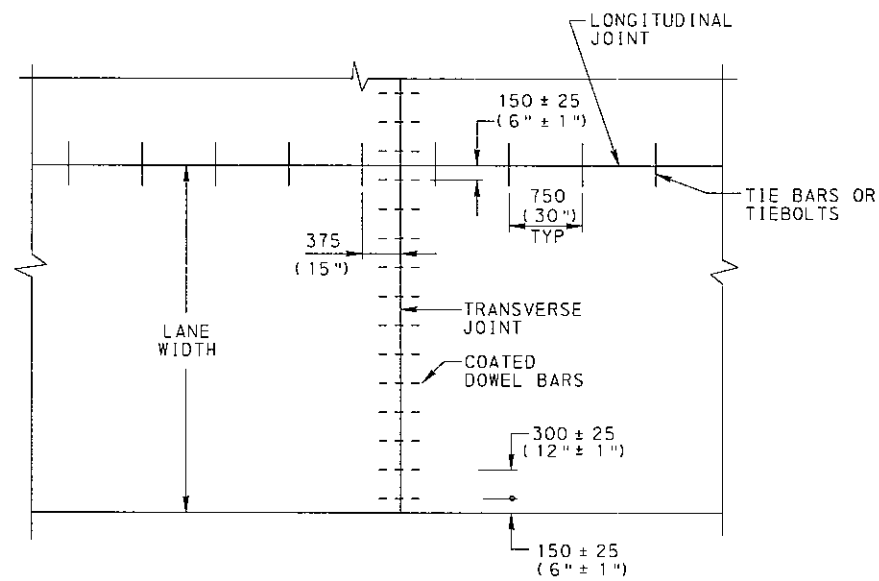 LONGITUDINAL
JOINT
150 ± 25
(6" ± 1")
TIE BARS OR
TIEBOLTS
750
(30")
TYP
375
(15")
TRANSVERSE
JOINT
LANE
WIDTH
COATED
DOWEL BARS
300 ± 25
(12" ± 1")
150 ± 25
(6" ± 1")